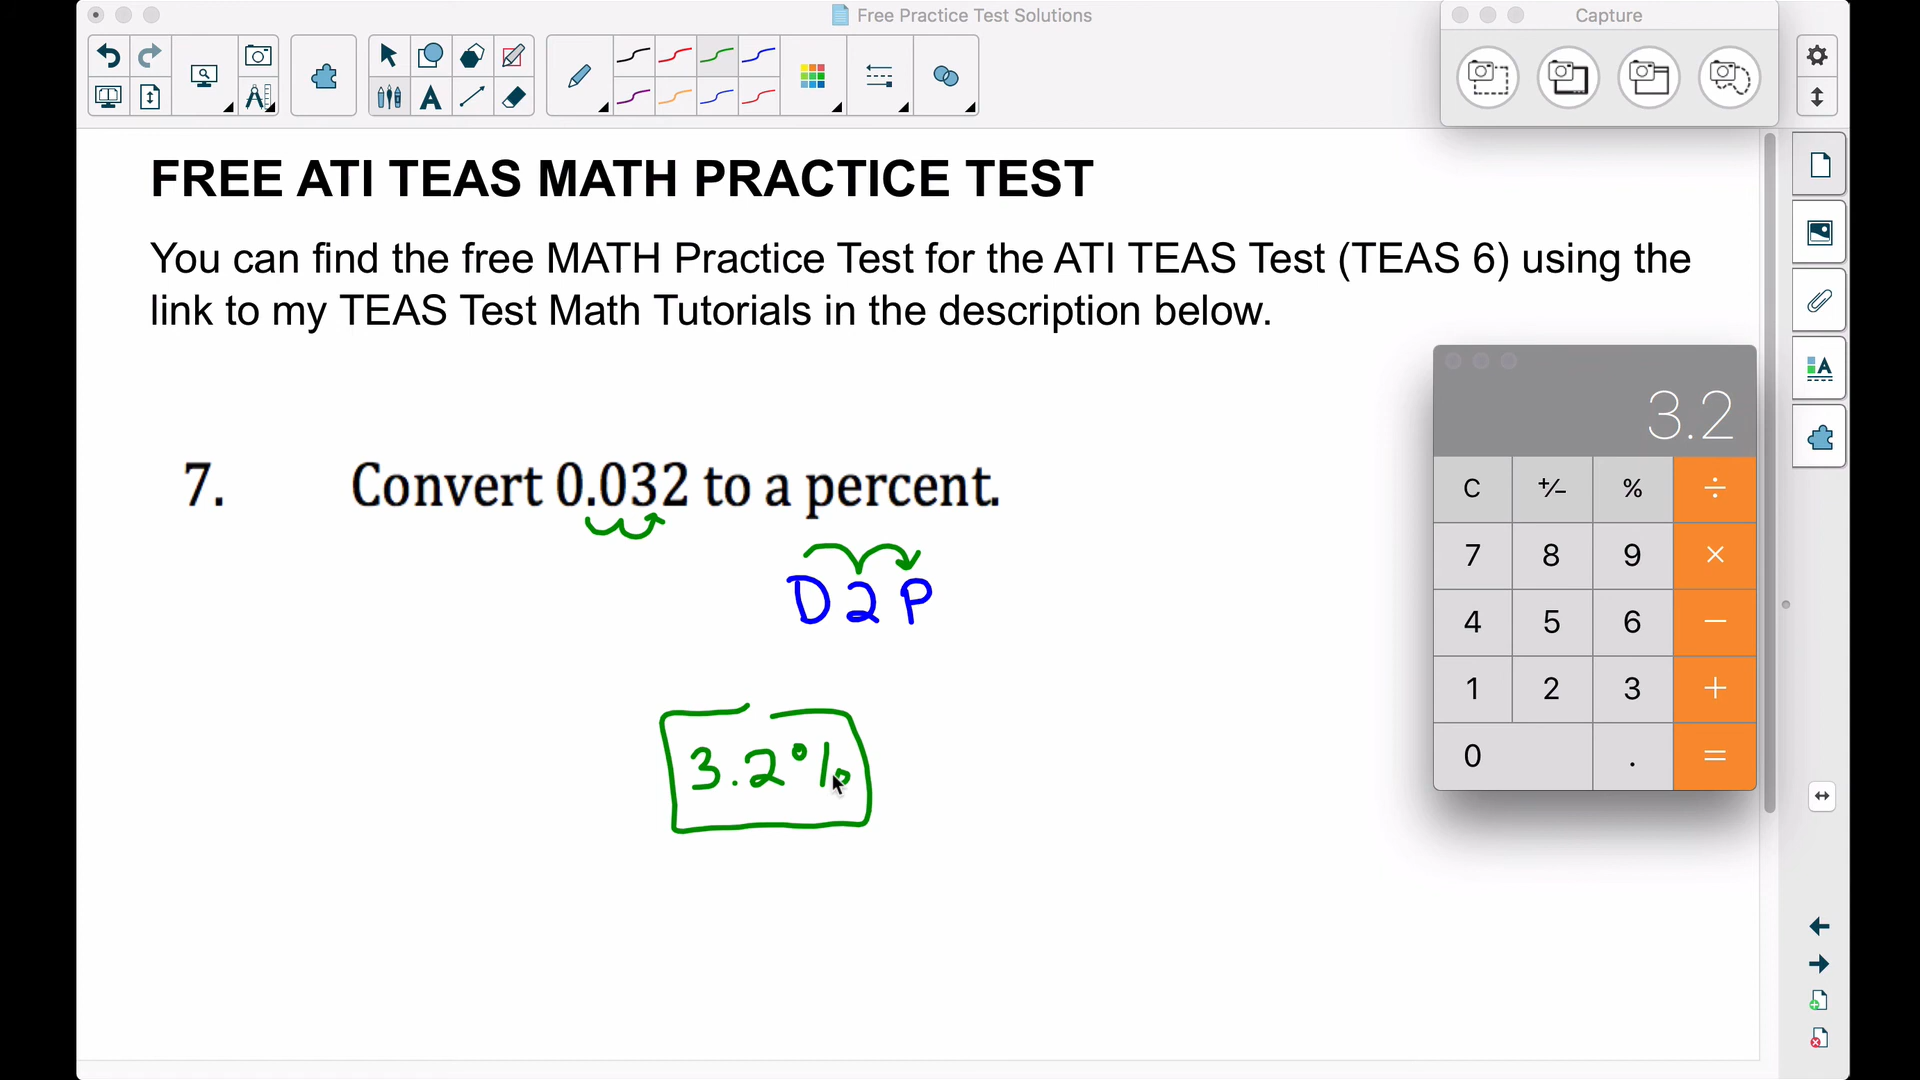 Free Practice Test Solutions
Capture
FREE ATI TEAS MATH PRACTICE TEST
You can find the free MATH Practice Test for the ATI TEAS Test (TEAS 6) using the
link to my TEAS Test Math Tutorials in the description below.
3.2
7. Convert 0.032 to a percent.
D2P
3.2%
C +/− % ÷
7 8 9 ×
4 5 6 −
1 2 3 +
0 . =